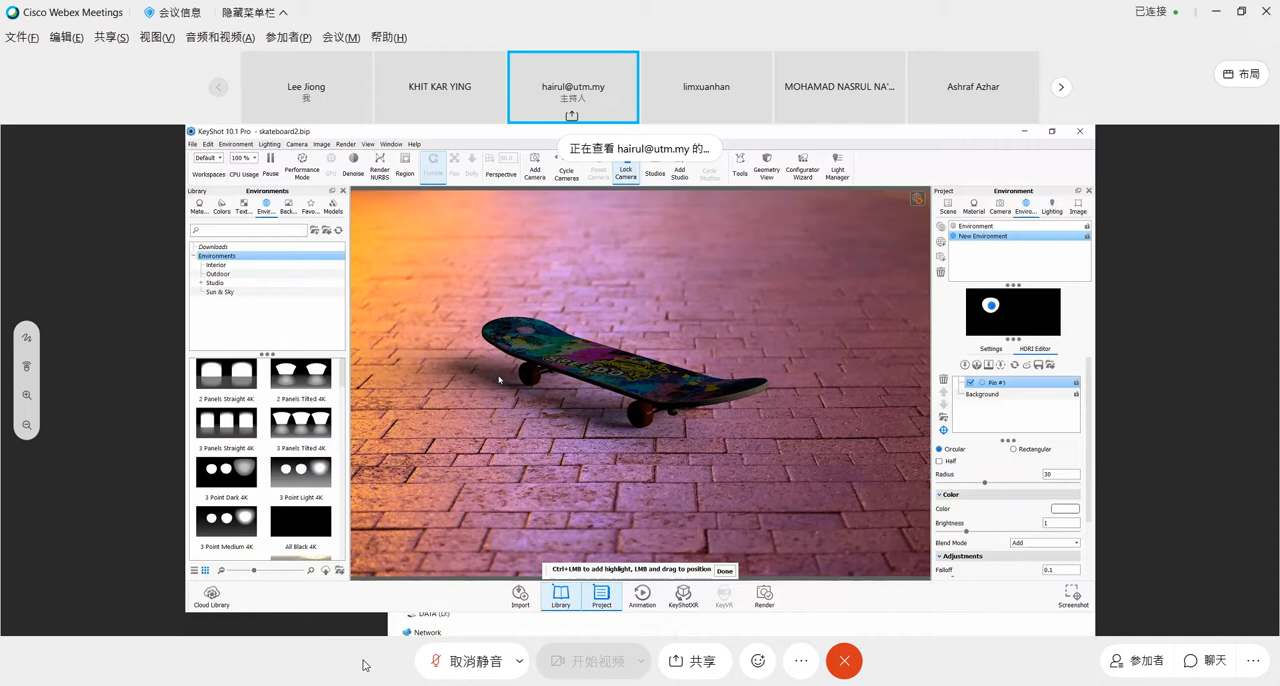 Cisco Webex Meetings 会议信息 隐藏菜单栏 已连接
文件(F) 编辑(E) 共享(S) 视图(V) 音频和视频(A) 参加者(P) 会议(M) 帮助(H)
Lee Jiong
我
KHIT KAR YING
hairul@utm.my
主持人
limxuanhan
MOHAMAD NASRUL NA'...
Ashraf Azhar
布局
KeyShot 10.1 Pro - skateboard2.bip
正在查看 hairul@utm.my 的...
File Edit Environment Lighting Camera Image Render View Window Help
Default 100 % 50.0
Workspaces CPU Usage Pause Performance Mode GPU Denoise Render NURBS Region Tumble Pan Dolly Perspective Add Camera Cycle Cameras Reset Camera Lock Camera Studios Add Studio Cycle Studios Tools Geometry View Configurator Wizard Light Manager
Library Environments
Mate... Colors Text... Envir... Back... Favo... Models
Downloads
Environments
Interior
Outdoor
Studio
Sun & Sky
2 Panels Straight 4K 2 Panels Tilted 4K
3 Panels Straight 4K 3 Panels Tilted 4K
3 Point Dark 4K 3 Point Light 4K
3 Point Medium 4K All Black 4K
Project Environment
Scene Material Camera Enviro... Lighting Image
Environment
New Environment
Settings HDRI Editor
Pin #3
Background
Circular Rectangular
Half
Radius 30
Color
Color
Brightness 1
Blend Mode Add
Adjustments
Falloff 0.1
Ctrl+LMB to add highlight, LMB and drag to position Done
Cloud Library Import Library Project Animation KeyShotXR KeyVR Render Screenshot
DATA (D:)
Network
取消静音 开始视频 共享 参加者 聊天